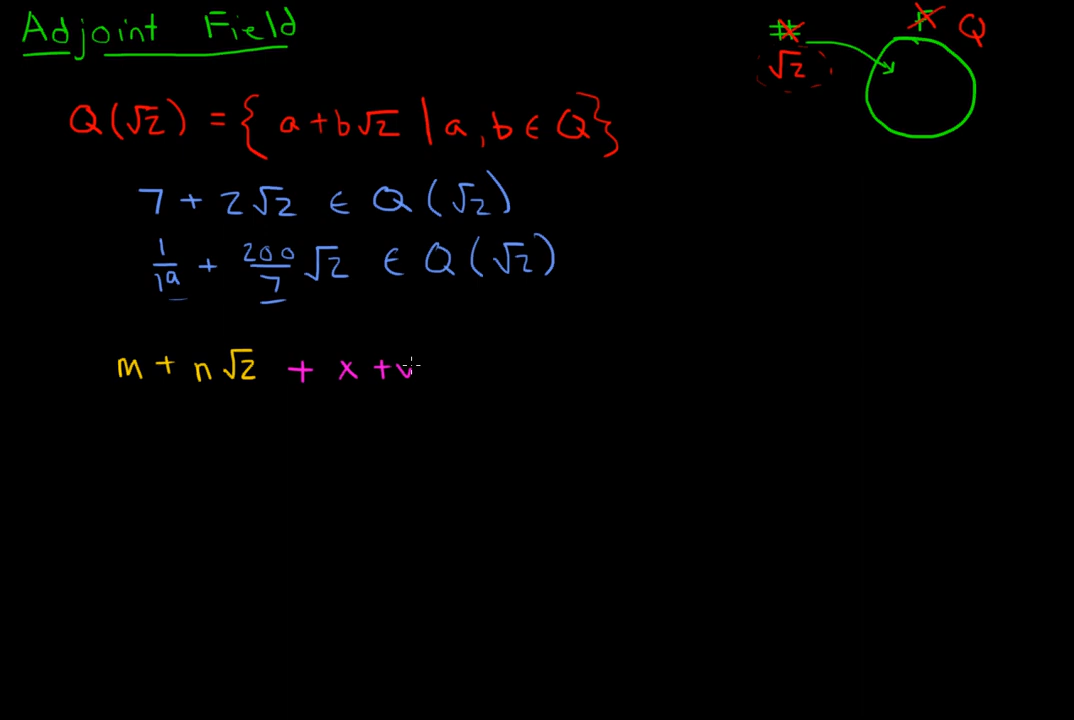 Adjoint Field
# F Q
√2
Q(√2) = { a + b√2 | a, b ∈ Q }
7 + 2√2 ∈ Q(√2)
1/19 + 200/7 √2 ∈ Q(√2)
m + n√2 + x +